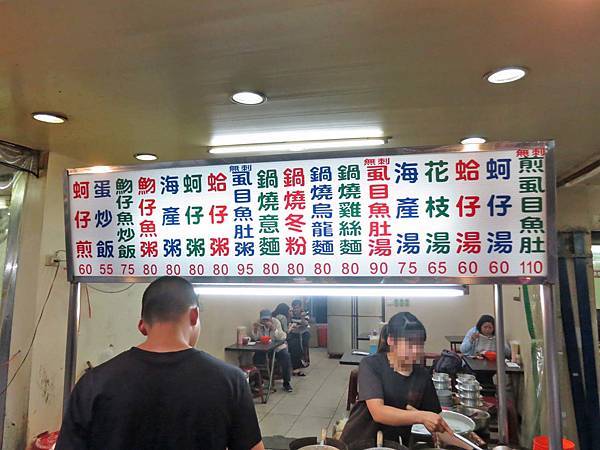 蚵仔煎 60
蛋炒飯 55
魩仔魚炒飯 75
魩仔魚粥 80
海產粥 80
蚵仔粥 80
蛤仔粥 80
無刺虱目魚肚粥 95
鍋燒意麵 80
鍋燒冬粉 80
鍋燒烏龍麵 80
鍋燒雞絲麵 80
無刺虱目魚肚湯 90
海產湯 75
花枝湯 65
蛤仔湯 60
蚵仔湯 60
無刺煎虱目魚肚 110